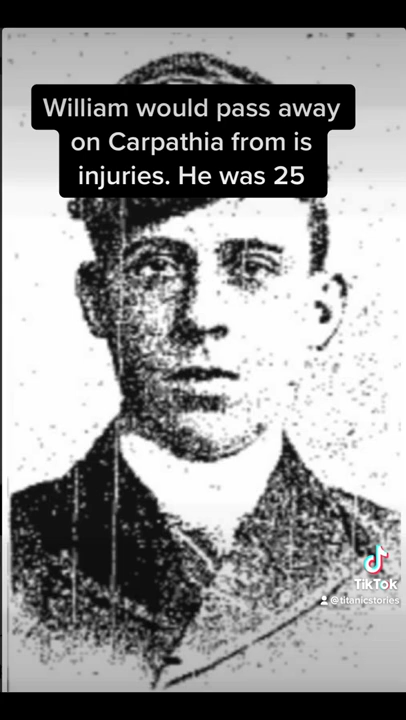 William would pass away
on Carpathia from is
injuries. He was 25
TikTok
@titanicstories